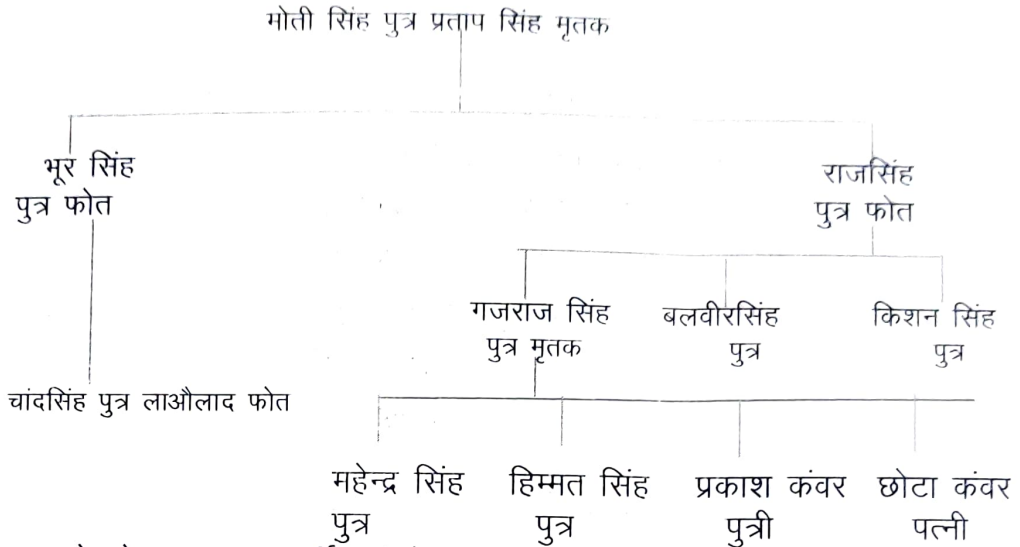 मोती सिंह पुत्र प्रताप सिंह मृतक
भूर सिंह
पुत्र फोत
राजसिंह
पुत्र फोत
गजराज सिंह
पुत्र मृतक
बलवीरसिंह
पुत्र
किशन सिंह
पुत्र
चांदसिंह पुत्र लाऔलाद फोत
महेन्द्र सिंह
पुत्र
हिम्मत सिंह
पुत्र
प्रकाश कंवर
पुत्री
छोटा कंवर
पत्नी